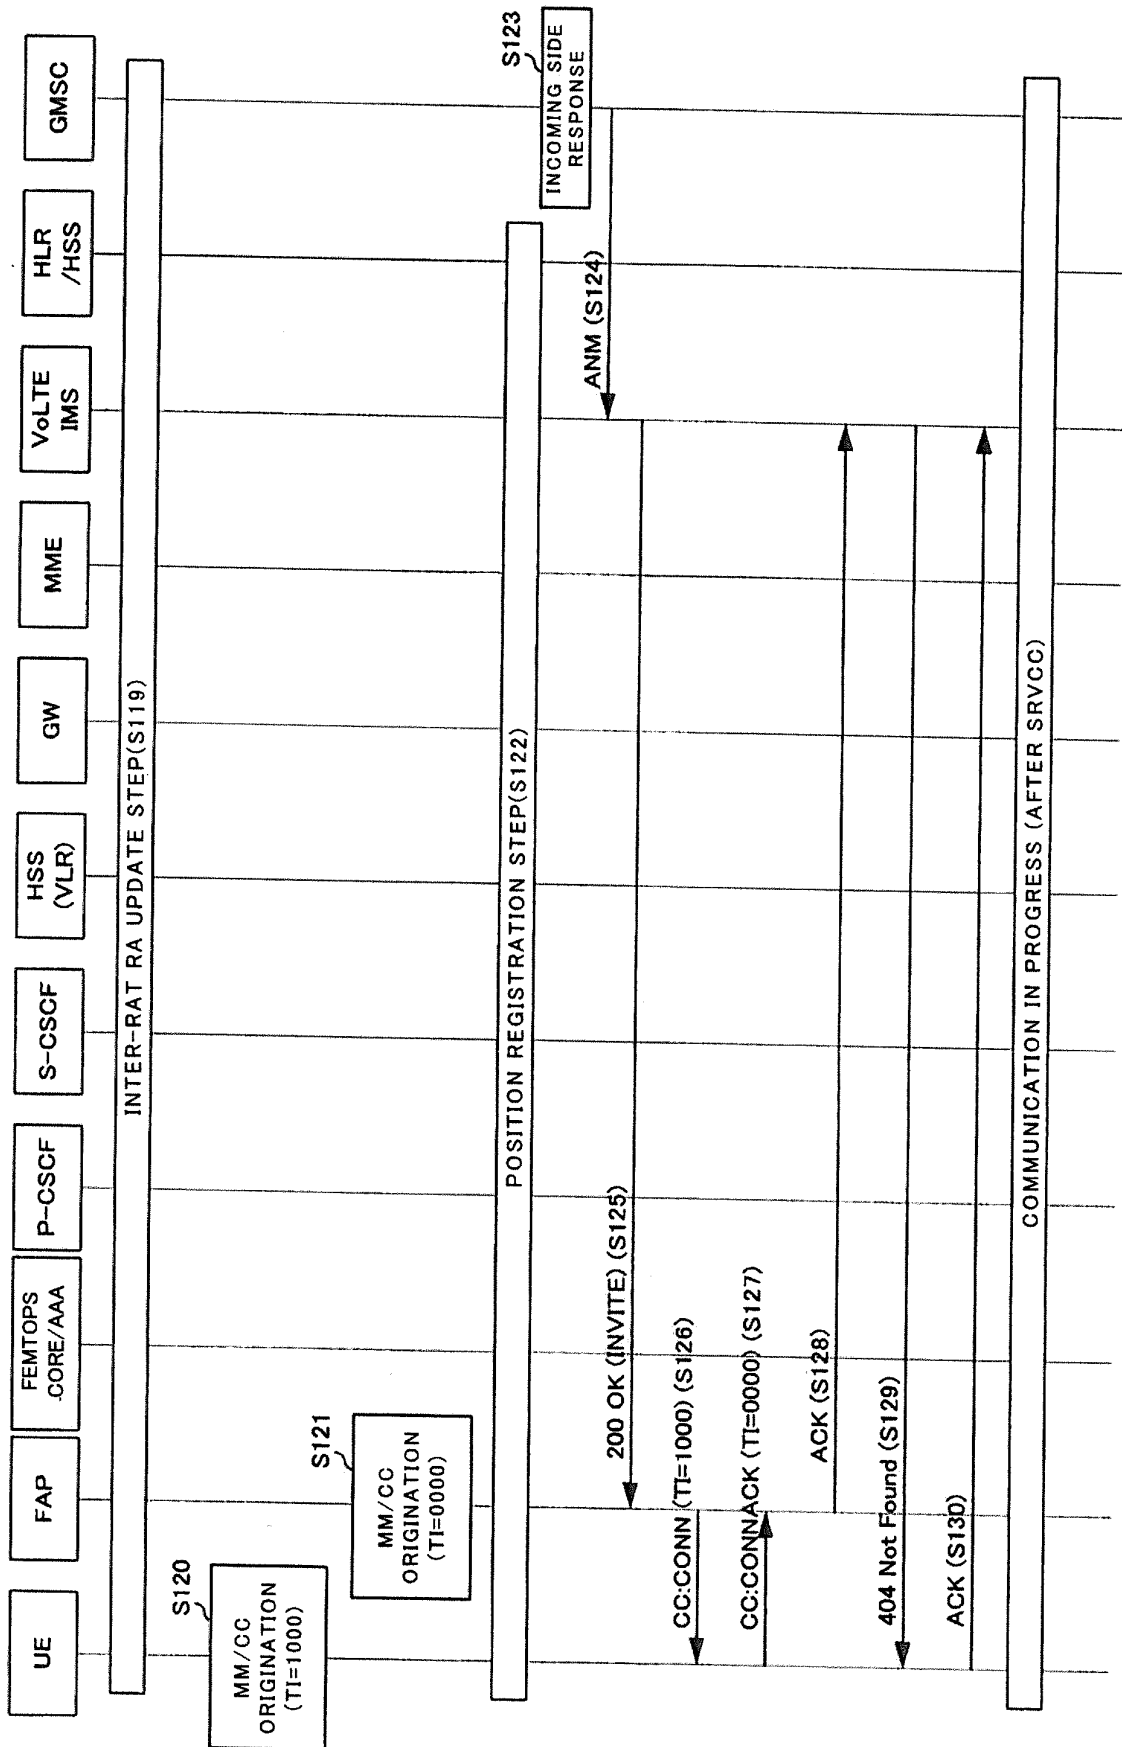 UE
FAP
FEMTOPS
.CORE/AAA
P-CSCF
S-CSCF
HSS
(VLR)
GW
MME
VoLTE
IMS
HLR
/HSS
GMSC
INTER-RAT RA UPDATE STEP(S119)
S120
MM/CC
ORIGINATION
(TI=1000)
S121
MM/CC
ORIGINATION
(TI=0000)
POSITION REGISTRATION STEP(S122)
S123
INCOMING SIDE
RESPONSE
ANM (S124)
200 OK (INVITE) (S125)
CC:CONN (TI=1000) (S126)
CC:CONNACK (TI=0000) (S127)
ACK (S128)
404 Not Found (S129)
ACK (S130)
COMMUNICATION IN PROGRESS (AFTER SRVCC)